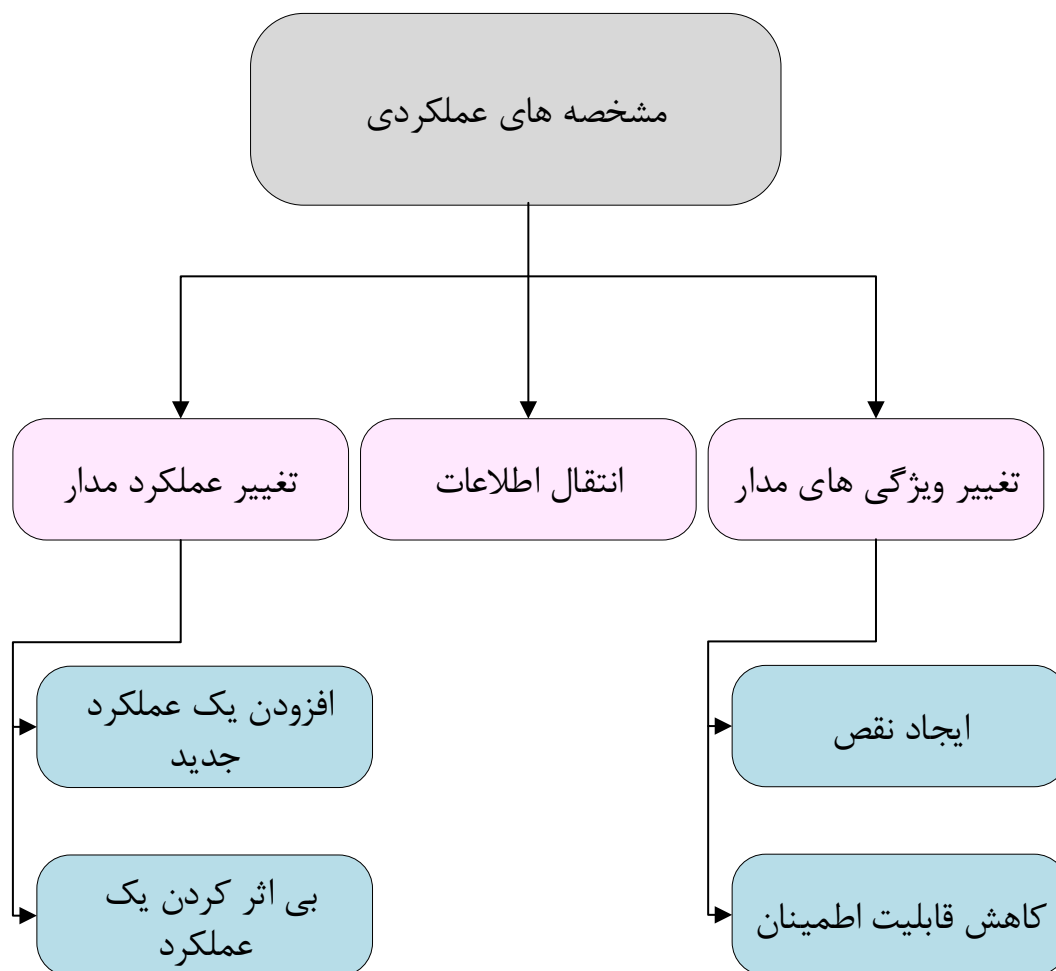 مشخصه های عملکردی
تغییر ویژگی های مدار
انتقال اطلاعات
تغییر عملکرد مدار
ایجاد نقص
کاهش قابلیت اطمینان
افزودن یک عملکرد
جدید
بی اثر کردن یک
عملکرد